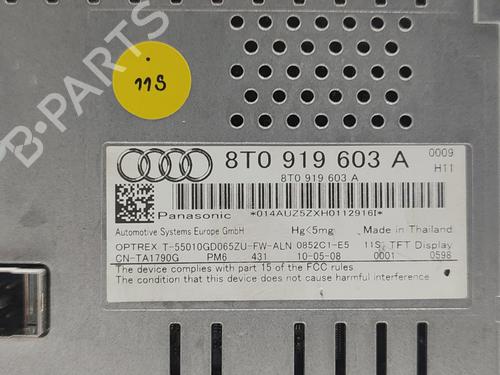 11S
8T0 919 603 A
0009
8T0 919 603 A
H11
Panasonic
*014AUZ5ZXH0112916I*
Automotive Systems Europe GmbH
Hg<5mg
Made in Thailand
OPTREX T-55010GD065ZU-FW-ALN 0852C1-E5 11S TFT Display
CN-TA1790G PM6 431 10-05-08 0001 0598
The device complies with part 15 of the FCC rules
The condition that this device does not cause harmful interference
B-PARTS